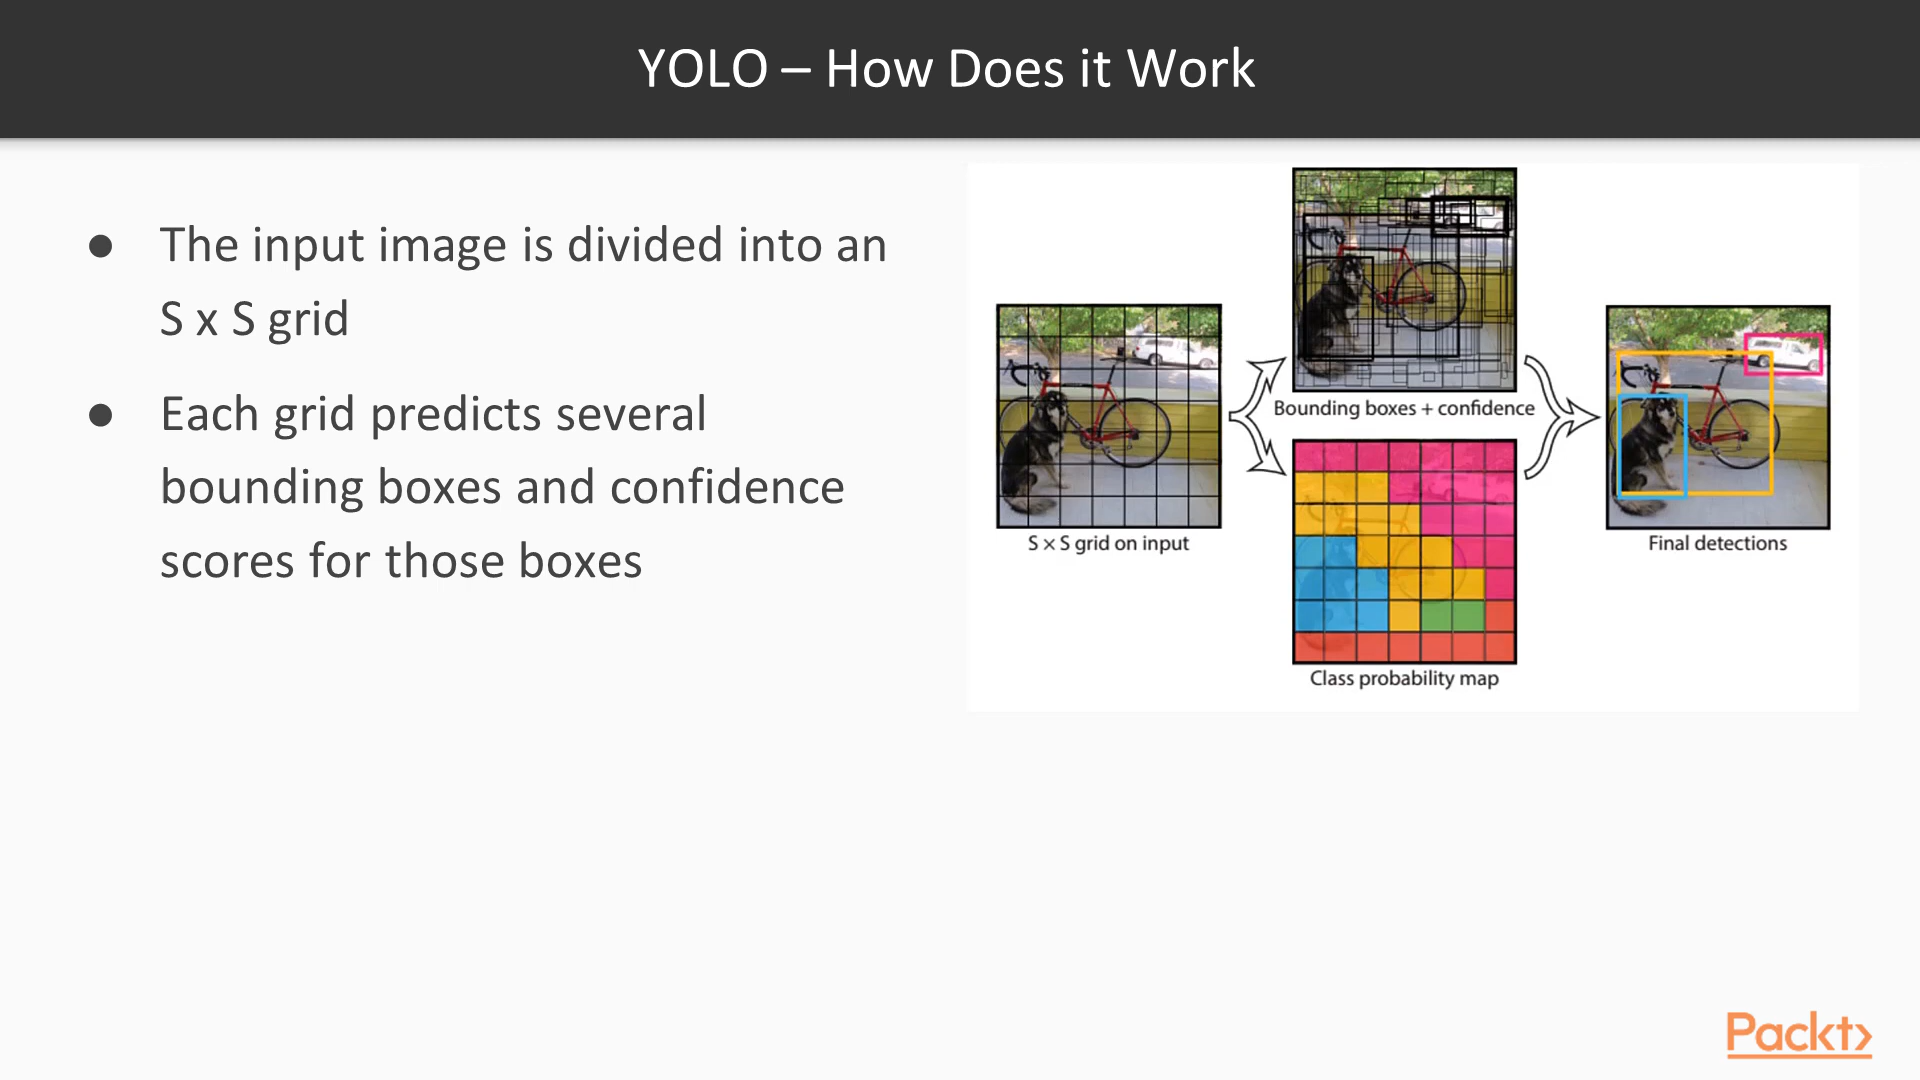 YOLO – How Does it Work
● The input image is divided into an
S x S grid
● Each grid predicts several
bounding boxes and confidence
scores for those boxes
S × S grid on input
Bounding boxes + confidence
Class probability map
Final detections
Packt>